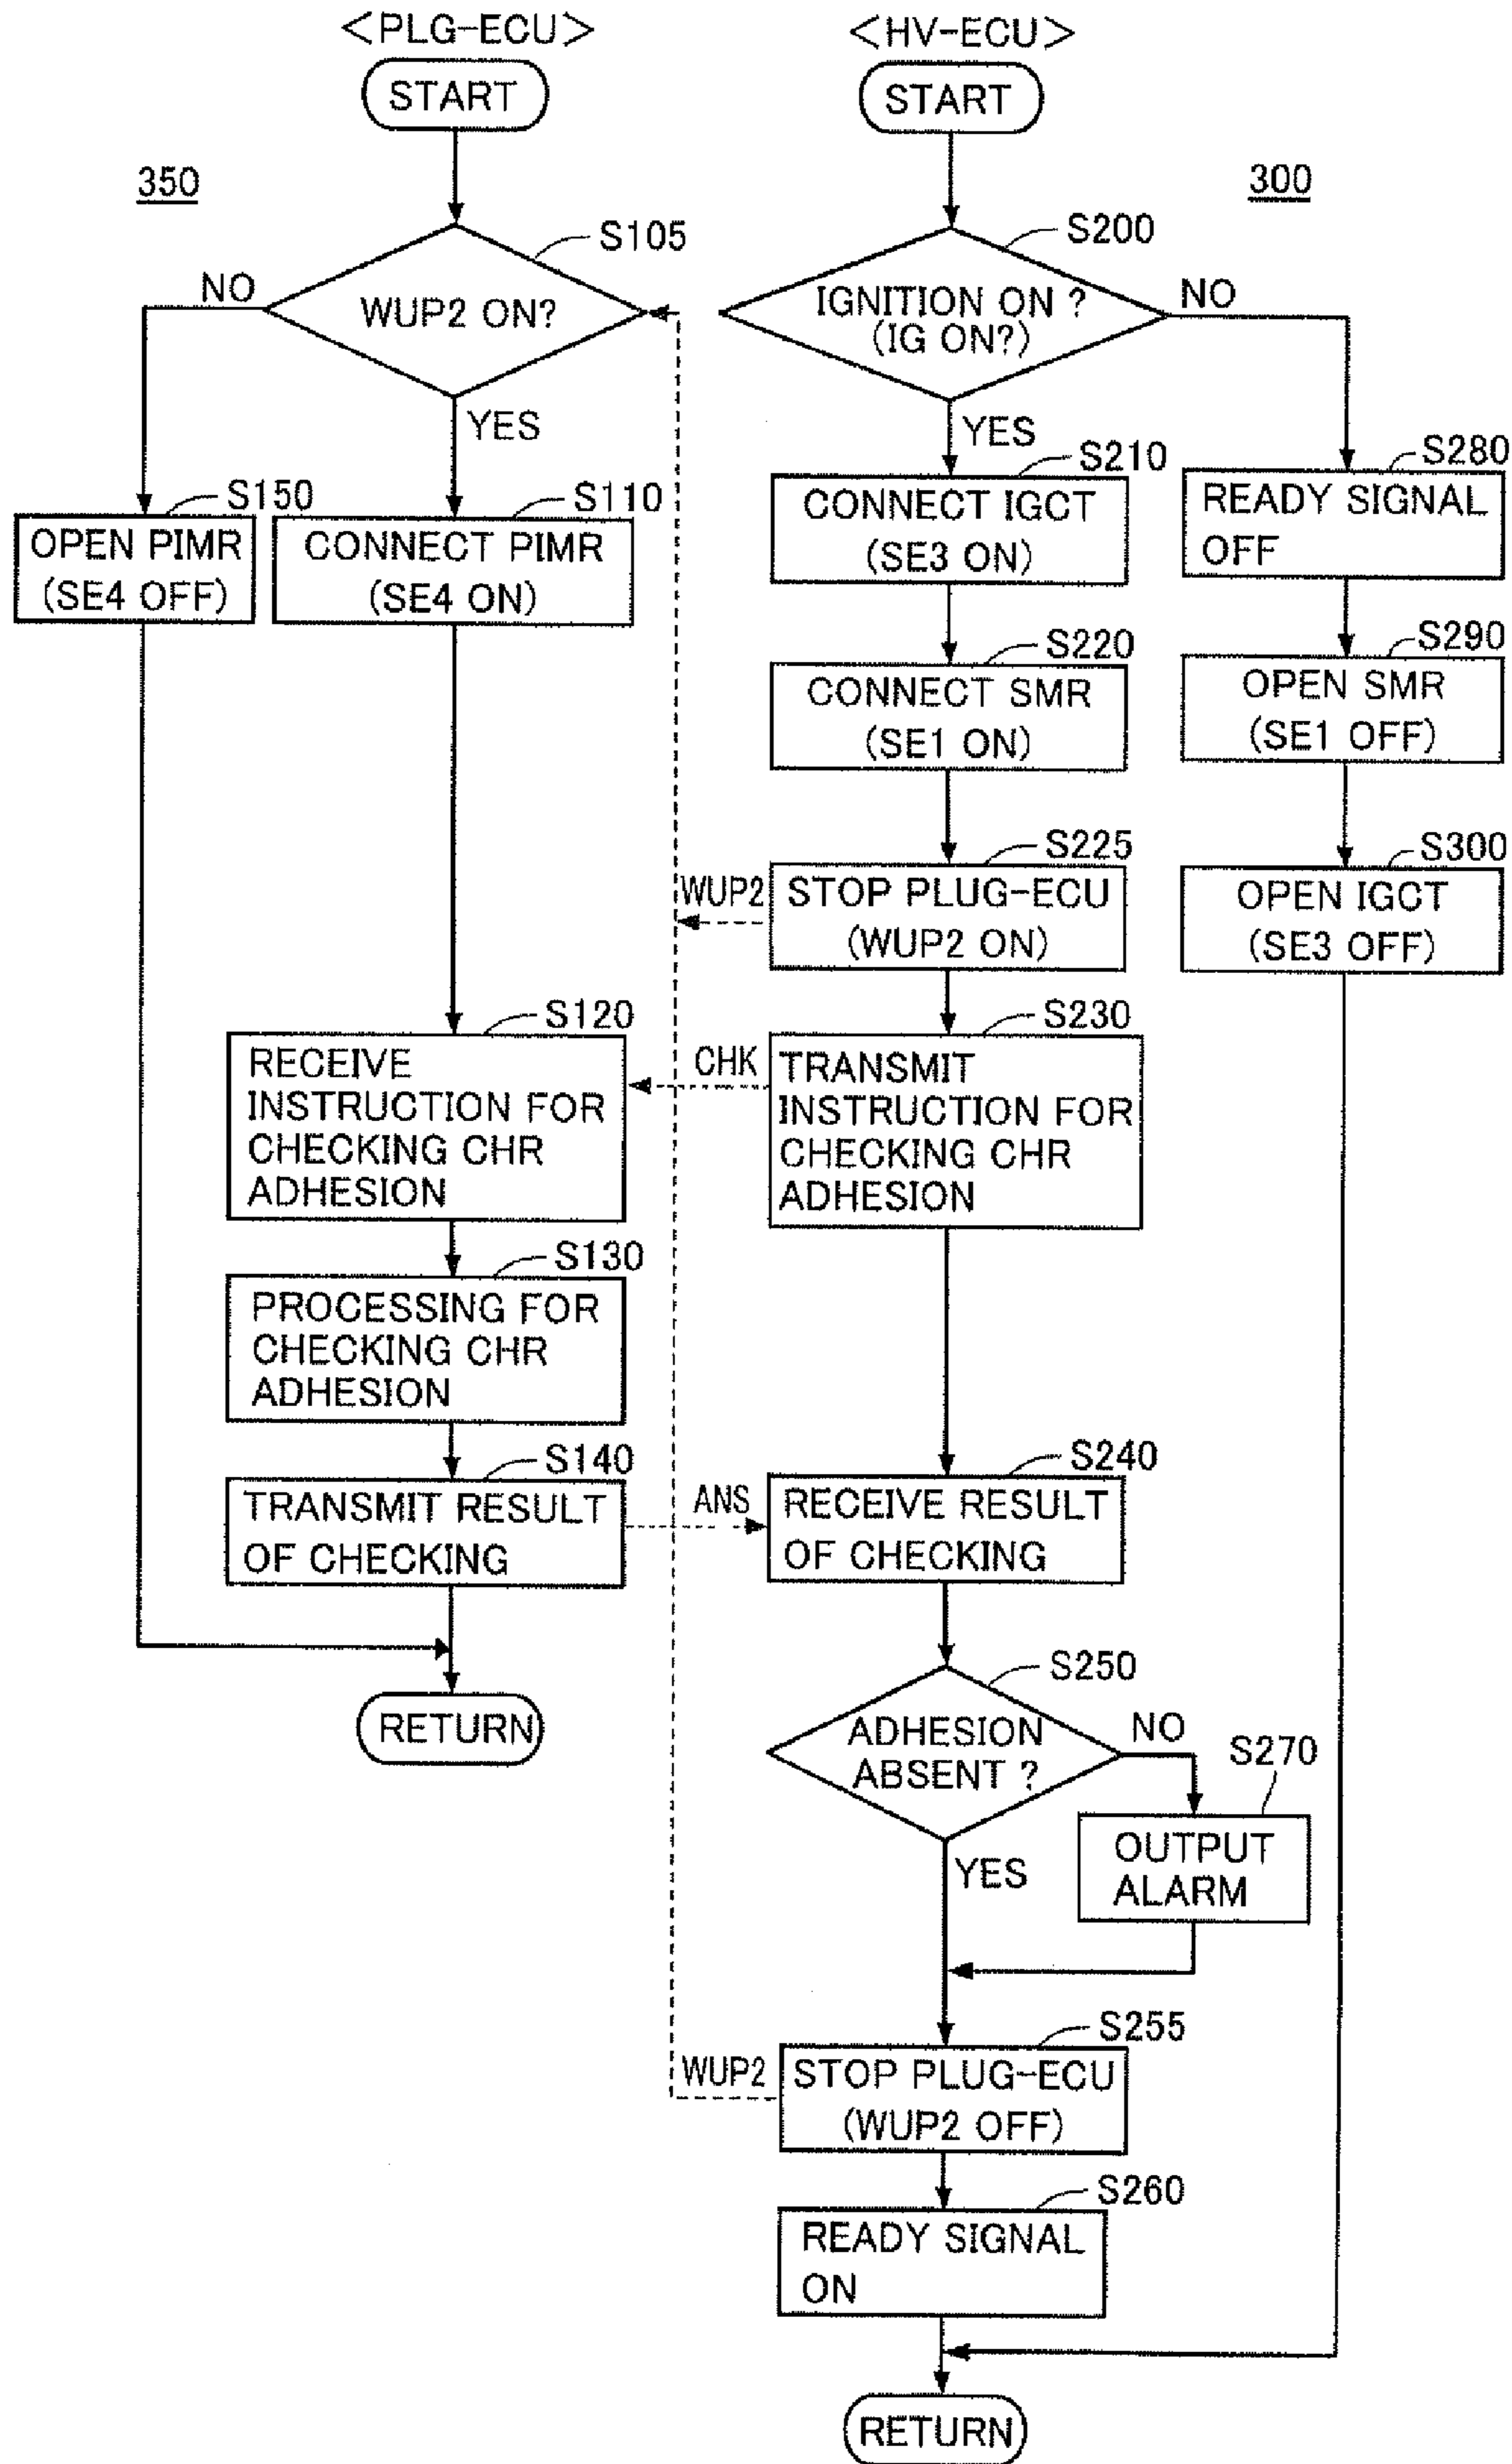 <PLG-ECU>
START
350
S105
WUP2 ON?
NO
YES
S150
OPEN PIMR
(SE4 OFF)
S110
CONNECT PIMR
(SE4 ON)
S120
RECEIVE
INSTRUCTION FOR
CHECKING CHR
ADHESION
S130
PROCESSING FOR
CHECKING CHR
ADHESION
S140
TRANSMIT RESULT
OF CHECKING
RETURN
<HV-ECU>
START
300
S200
IGNITION ON ?
(IG ON?)
NO
YES
S210
CONNECT IGCT
(SE3 ON)
S220
CONNECT SMR
(SE1 ON)
S225
WUP2
STOP PLUG-ECU
(WUP2 ON)
S230
CHK
TRANSMIT
INSTRUCTION FOR
CHECKING CHR
ADHESION
S240
ANS
RECEIVE RESULT
OF CHECKING
S250
ADHESION
ABSENT ?
NO
YES
S270
OUTPUT
ALARM
S255
WUP2
STOP PLUG-ECU
(WUP2 OFF)
S260
READY SIGNAL
ON
RETURN
S280
READY SIGNAL
OFF
S290
OPEN SMR
(SE1 OFF)
S300
OPEN IGCT
(SE3 OFF)